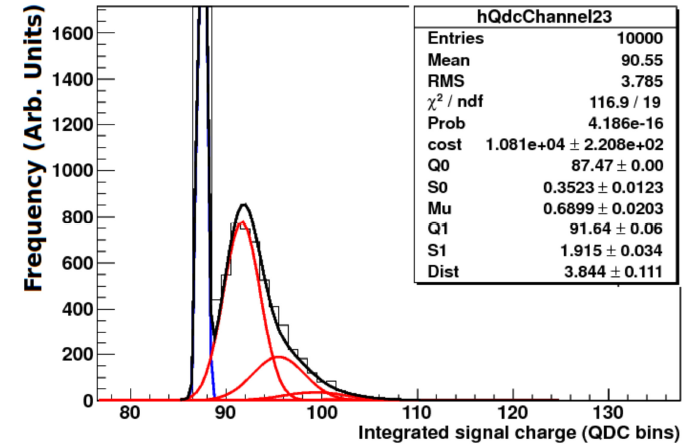 hQdcChannel23
Entries 10000
Mean 90.55
RMS 3.785
χ² / ndf 116.9 / 19
Prob 4.186e-16
cost 1.081e+04 ± 2.208e+02
Q0 87.47 ± 0.00
S0 0.3523 ± 0.0123
Mu 0.6899 ± 0.0203
Q1 91.64 ± 0.06
S1 1.915 ± 0.034
Dist 3.844 ± 0.111
Frequency (Arb. Units)
1600
1400
1200
1000
800
600
400
200
0
80 90 100 110 120 130
Integrated signal charge (QDC bins)